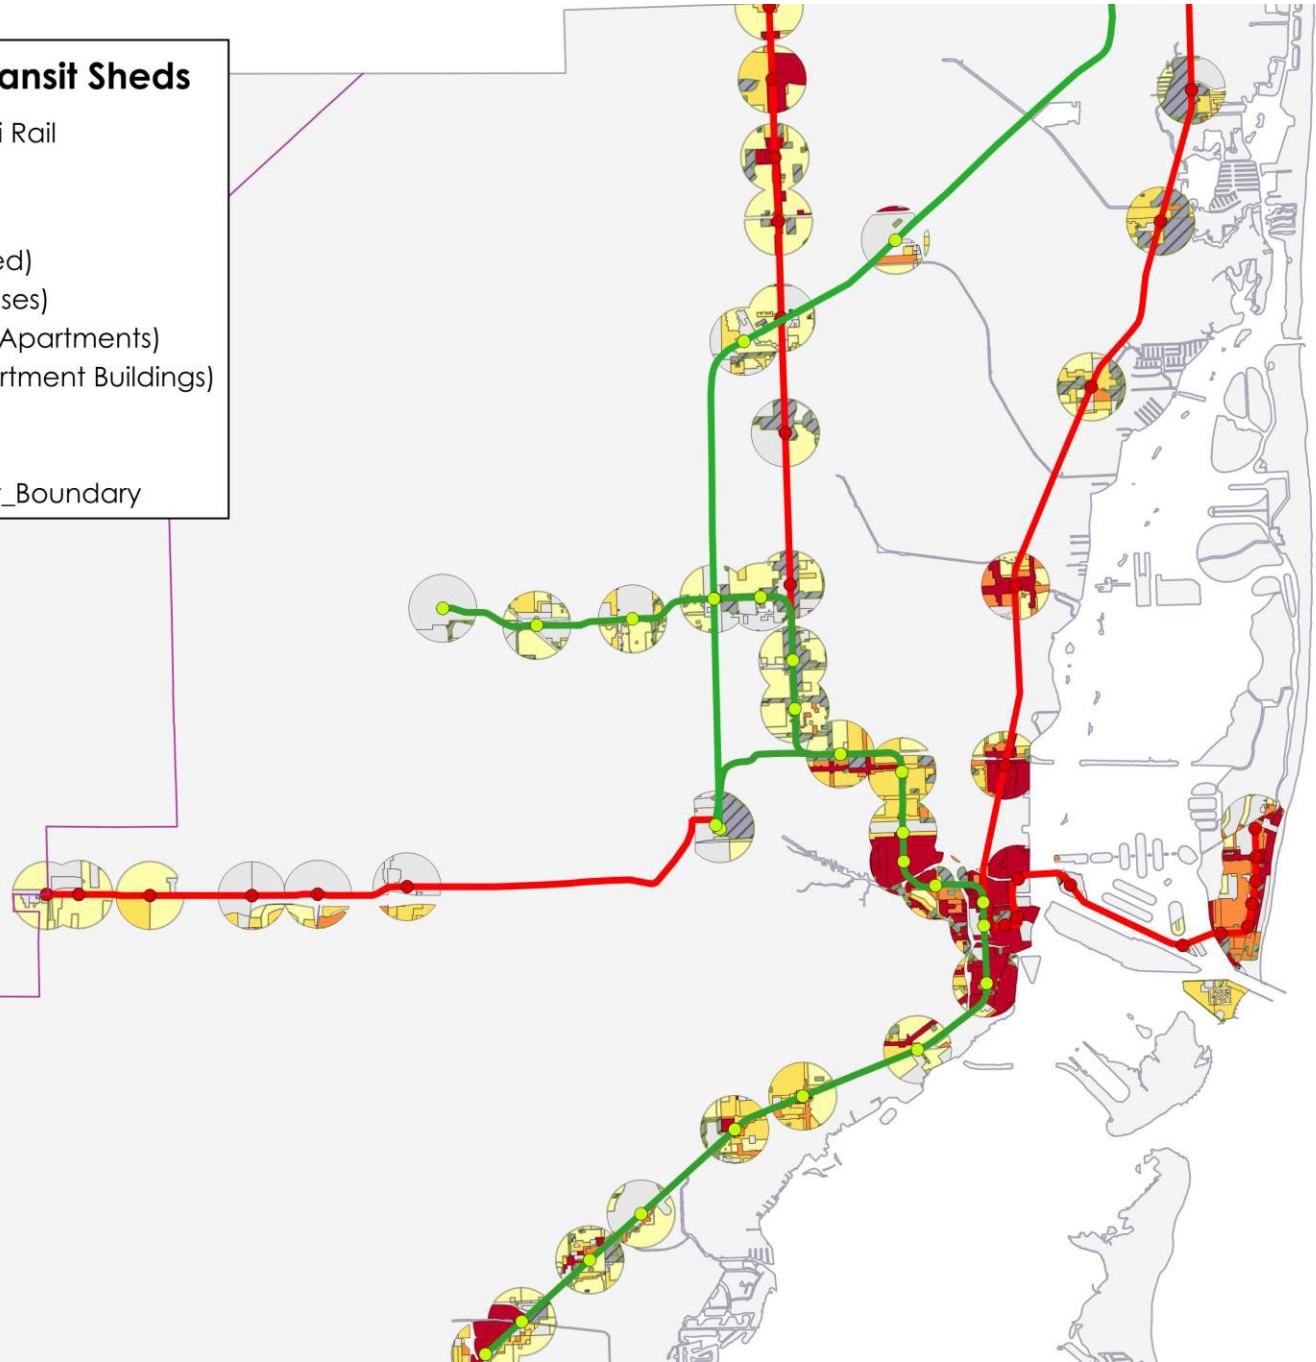 ansit Sheds
i Rail
ed)
ses)
Apartments)
rtment Buildings)
_Boundary